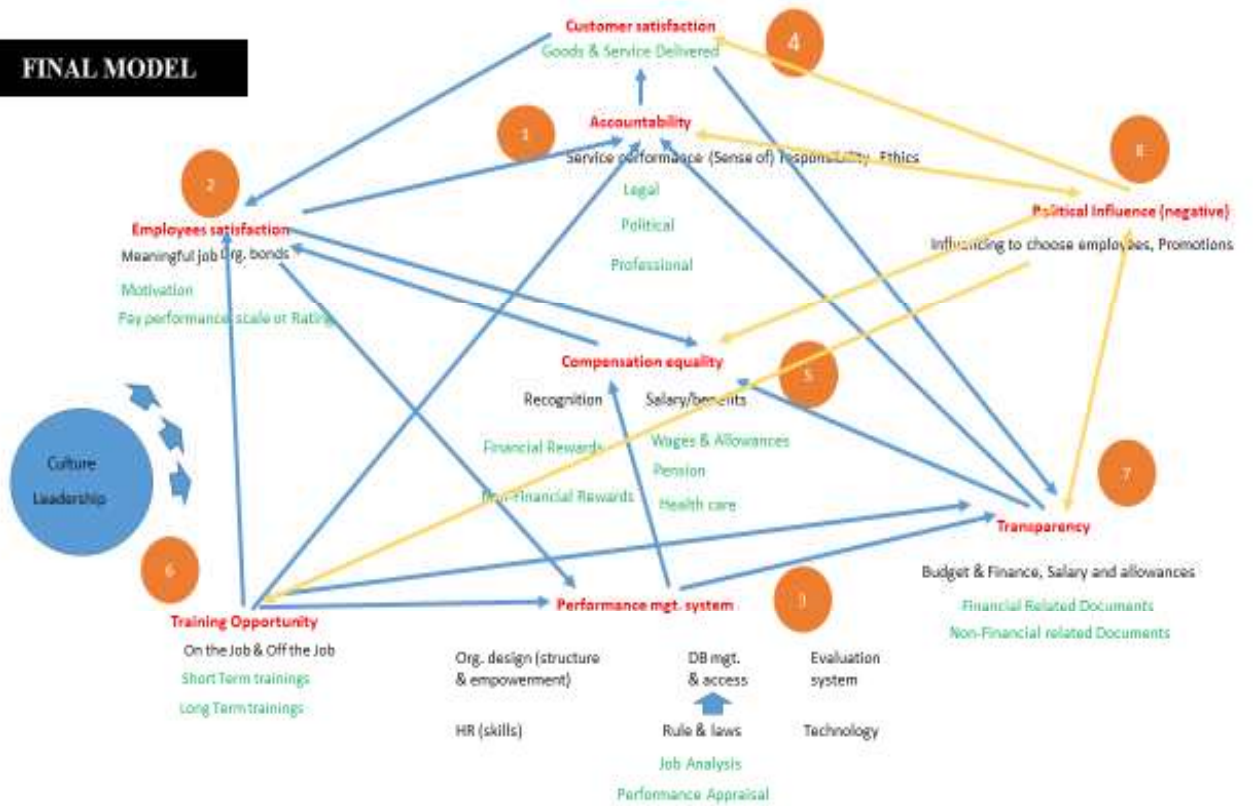 FINAL MODEL
Customer satisfaction
Goods & Service Delivered
4
Accountability
1
Service performance (Sense of) responsibility Ethics
Legal
Political
Professional
8
Political Influence (negative)
Influencing to choose employees, Promotions
2
Employees satisfaction
Meaningful job Org. bonds
Motivation
Pay performance scale or Rating
Compensation equality
5
Recognition
Salary/benefits
Financial Rewards
Wages & Allowances
Pension
Non-Financial Rewards
Health care
Culture
Leadership
7
Transparency
Budget & Finance, Salary and allowances
Financial Related Documents
Non-Financial related Documents
6
Training Opportunity
On the Job & Off the Job
Short Term trainings
Long Term trainings
Performance mgt. system
3
Org. design (structure
& empowerment)
DB mgt.
& access
Evaluation
system
HR (skills)
Rule & laws
Technology
Job Analysis
Performance Appraisal